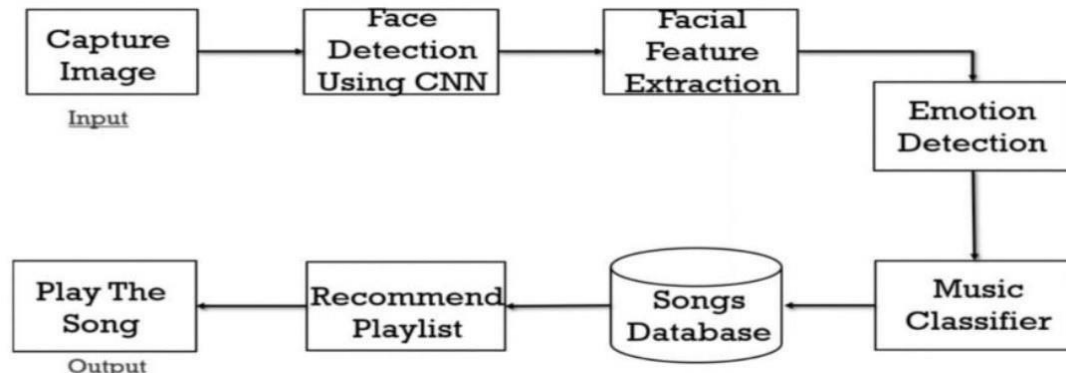 Capture
Image
Input
Face
Detection
Using CNN
Facial
Feature
Extraction
Emotion
Detection
Music
Classifier
Songs
Database
Recommend
Playlist
Play The
Song
Output